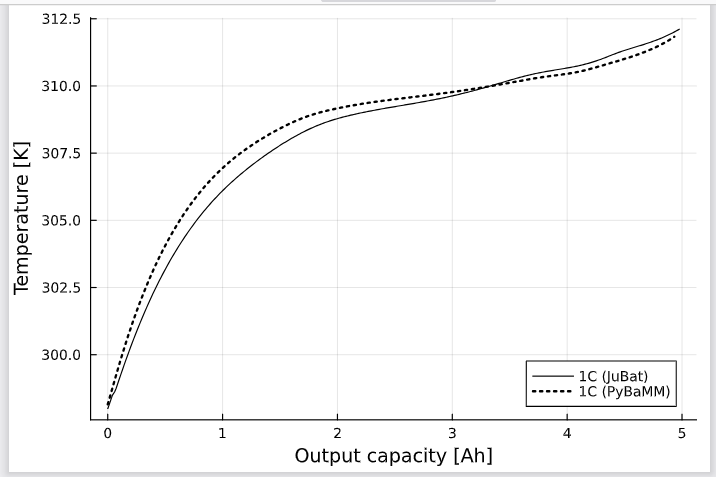 312.5
310.0
307.5
305.0
302.5
300.0
Temperature [K]
1C (JuBat)
1C (PyBaMM)
0 1 2 3 4 5
Output capacity [Ah]